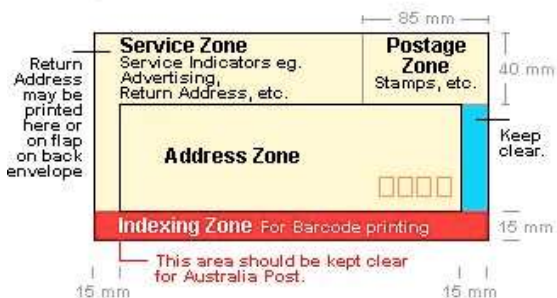 85 mm
Service Zone
Service Indicators eg.
Advertising,
Return Address, etc.
Postage
Zone
Stamps, etc.
40 mm
Return
Address
may be
printed
here or
on flap
on back
envelope
Address Zone
Keep
clear.
Indexing Zone For Barcode printing
15 mm
This area should be kept clear
for Australia Post.
15 mm
15 mm